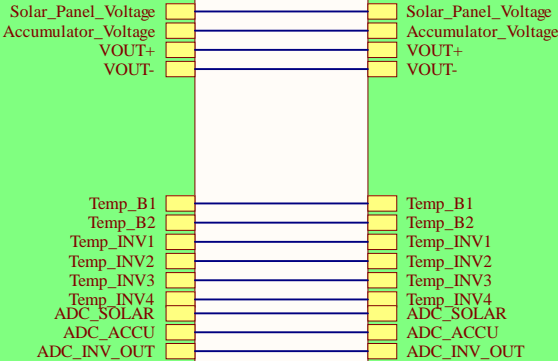 Solar_Panel_Voltage Solar_Panel_Voltage
Accumulator_Voltage Accumulator_Voltage
VOUT+ VOUT+
VOUT- VOUT-
Temp_B1 Temp_B1
Temp_B2 Temp_B2
Temp_INV1 Temp_INV1
Temp_INV2 Temp_INV2
Temp_INV3 Temp_INV3
Temp_INV4 Temp_INV4
ADC_SOLAR ADC_SOLAR
ADC_ACCU ADC_ACCU
ADC_INV_OUT ADC_INV_OUT